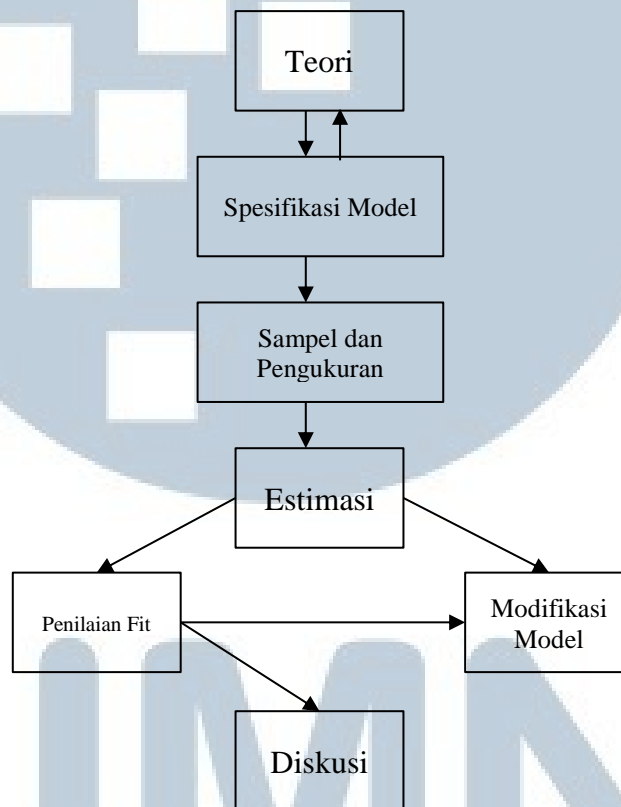 Teori
Spesifikasi Model
Sampel dan
Pengukuran
Estimasi
Penilaian Fit
Modifikasi
Model
Diskusi